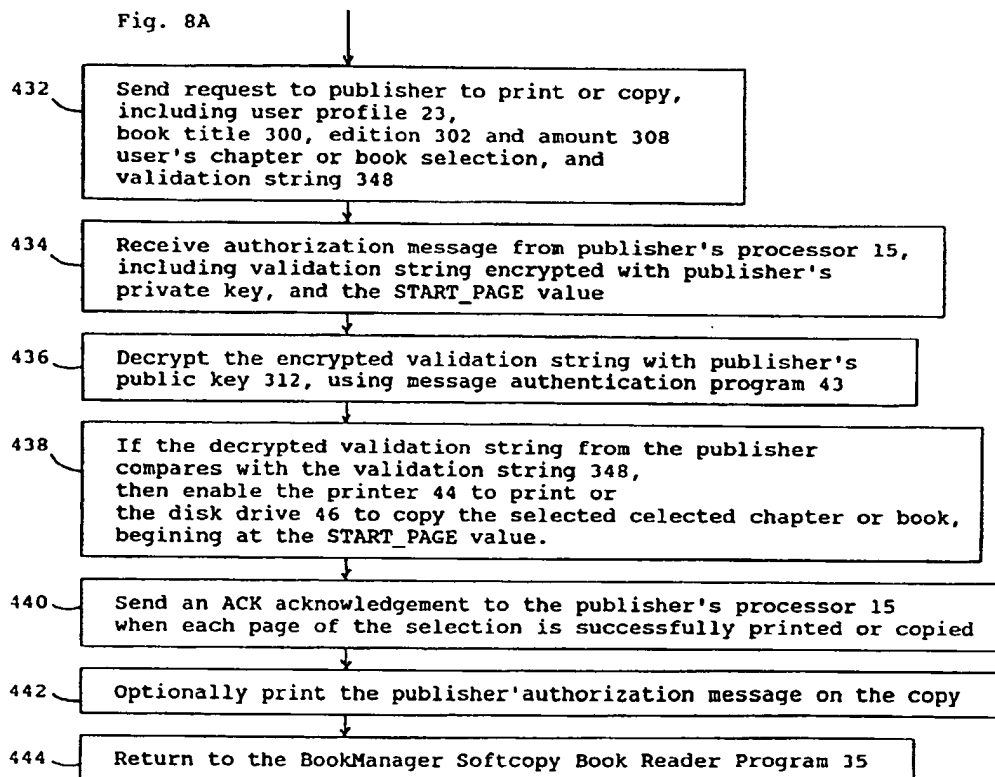 Fig. 8A
432
Send request to publisher to print or copy,
including user profile 23,
book title 300, edition 302 and amount 308
user's chapter or book selection, and
validation string 348
434
Receive authorization message from publisher's processor 15,
including validation string encrypted with publisher's
private key, and the START_PAGE value
436
Decrypt the encrypted validation string with publisher's
public key 312, using message authentication program 43
438
If the decrypted validation string from the publisher
compares with the validation string 348,
then enable the printer 44 to print or
the disk drive 46 to copy the selected celected chapter or book,
begining at the START_PAGE value.
440
Send an ACK acknowledgement to the publisher's processor 15
when each page of the selection is successfully printed or copied
442
Optionally print the publisher'authorization message on the copy
444
Return to the BookManager Softcopy Book Reader Program 35